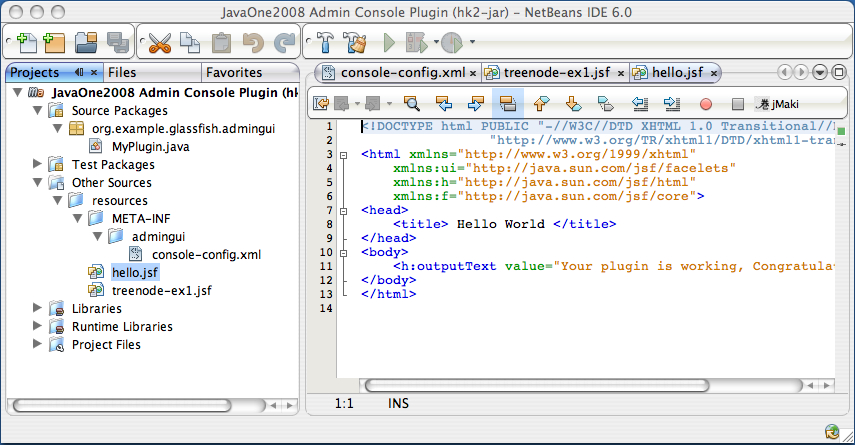 JavaOne2008 Admin Console Plugin (hk2-jar) – NetBeans IDE 6.0
Projects
Files
Favorites
JavaOne2008 Admin Console Plugin (hk
Source Packages
org.example.glassfish.admingui
MyPlugin.java
Test Packages
Other Sources
resources
META-INF
admingui
console-config.xml
hello.jsf
treenode-ex1.jsf
Libraries
Runtime Libraries
Project Files
console-config.xml
treenode-ex1.jsf
hello.jsf
jMaki
1 <!DOCTYPE html PUBLIC "-//W3C//DTD XHTML 1.0 Transitional//
2 "http://www.w3.org/TR/xhtml1/DTD/xhtml1-tra
3 <html xmlns="http://www.w3.org/1999/xhtml"
4 xmlns:ui="http://java.sun.com/jsf/facelets"
5 xmlns:h="http://java.sun.com/jsf/html"
6 xmlns:f="http://java.sun.com/jsf/core">
7 <head>
8 <title> Hello World </title>
9 </head>
10 <body>
11 <h:outputText value="Your plugin is working, Congratula
12 </body>
13 </html>
14
1:1 INS